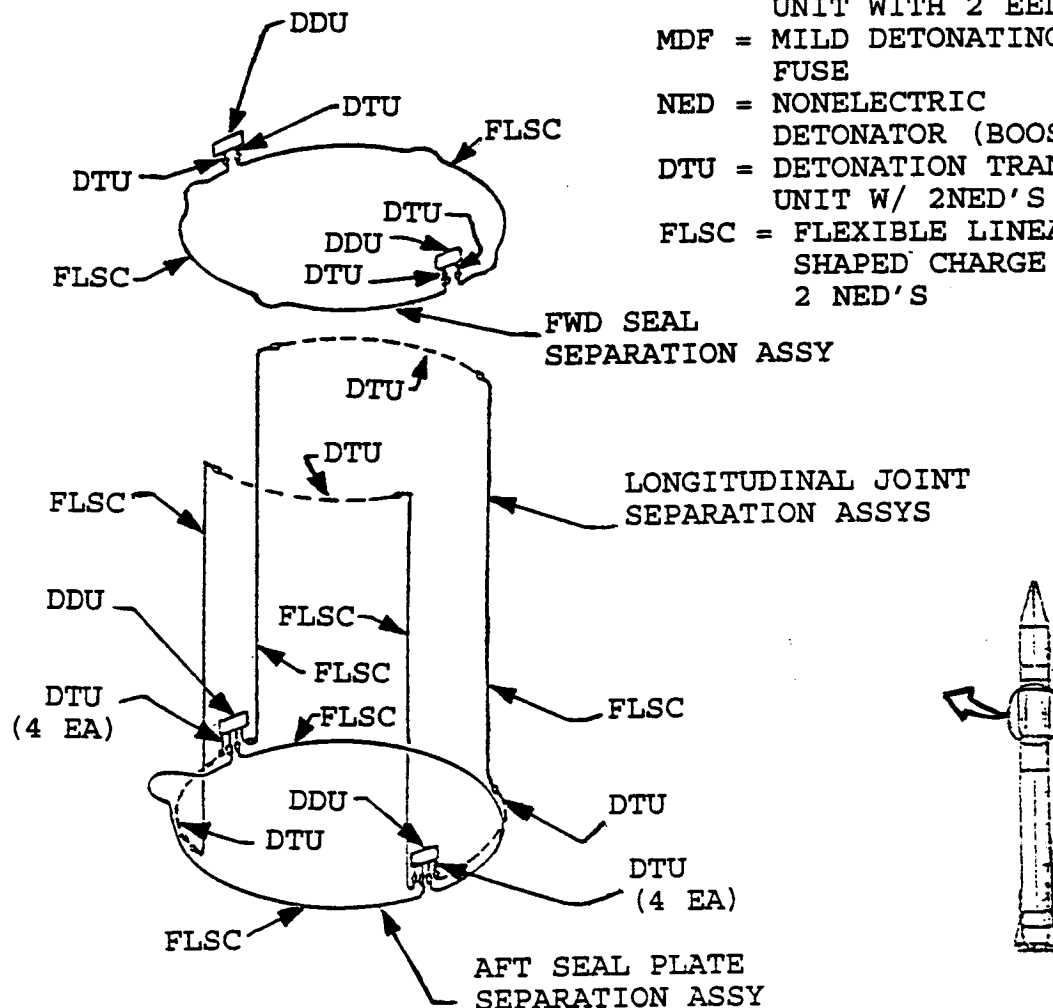 UNIT WITH 2
MDF = MILD DETONATING
FUSE
NED = NONELECTRIC
DETONATOR
DTU = DETONATION
UNIT W/ 2NED'S
FLSC = FLEXIBLE
SHAPED CHARGE
2 NED'S
DDU
DTU
DTU
FLSC
DTU
DDU
DTU
FLSC
FWD SEAL
SEPARATION ASSY
DTU
DTU
FLSC
LONGITUDINAL JOINT
SEPARATION ASSYS
DDU
FLSC
FLSC
DTU
(4 EA)
FLSC
FLSC
DDU
DTU
DTU
DTU
(4 EA)
FLSC
AFT SEAL PLATE
SEPARATION ASSY